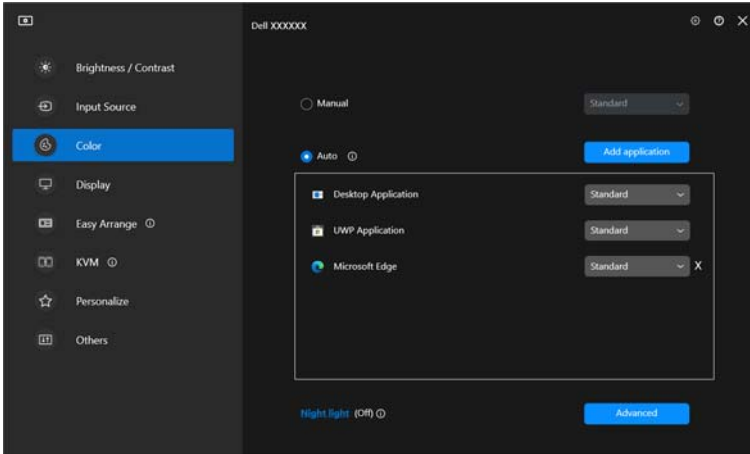 Dell XXXXXX
Brightness / Contrast
Input Source
Color
Display
Easy Arrange
KVM
Personalize
Others
Manual
Standard
Auto
Add application
Desktop Application
Standard
UWP Application
Standard
Microsoft Edge
Standard
X
Night light (Off)
Advanced